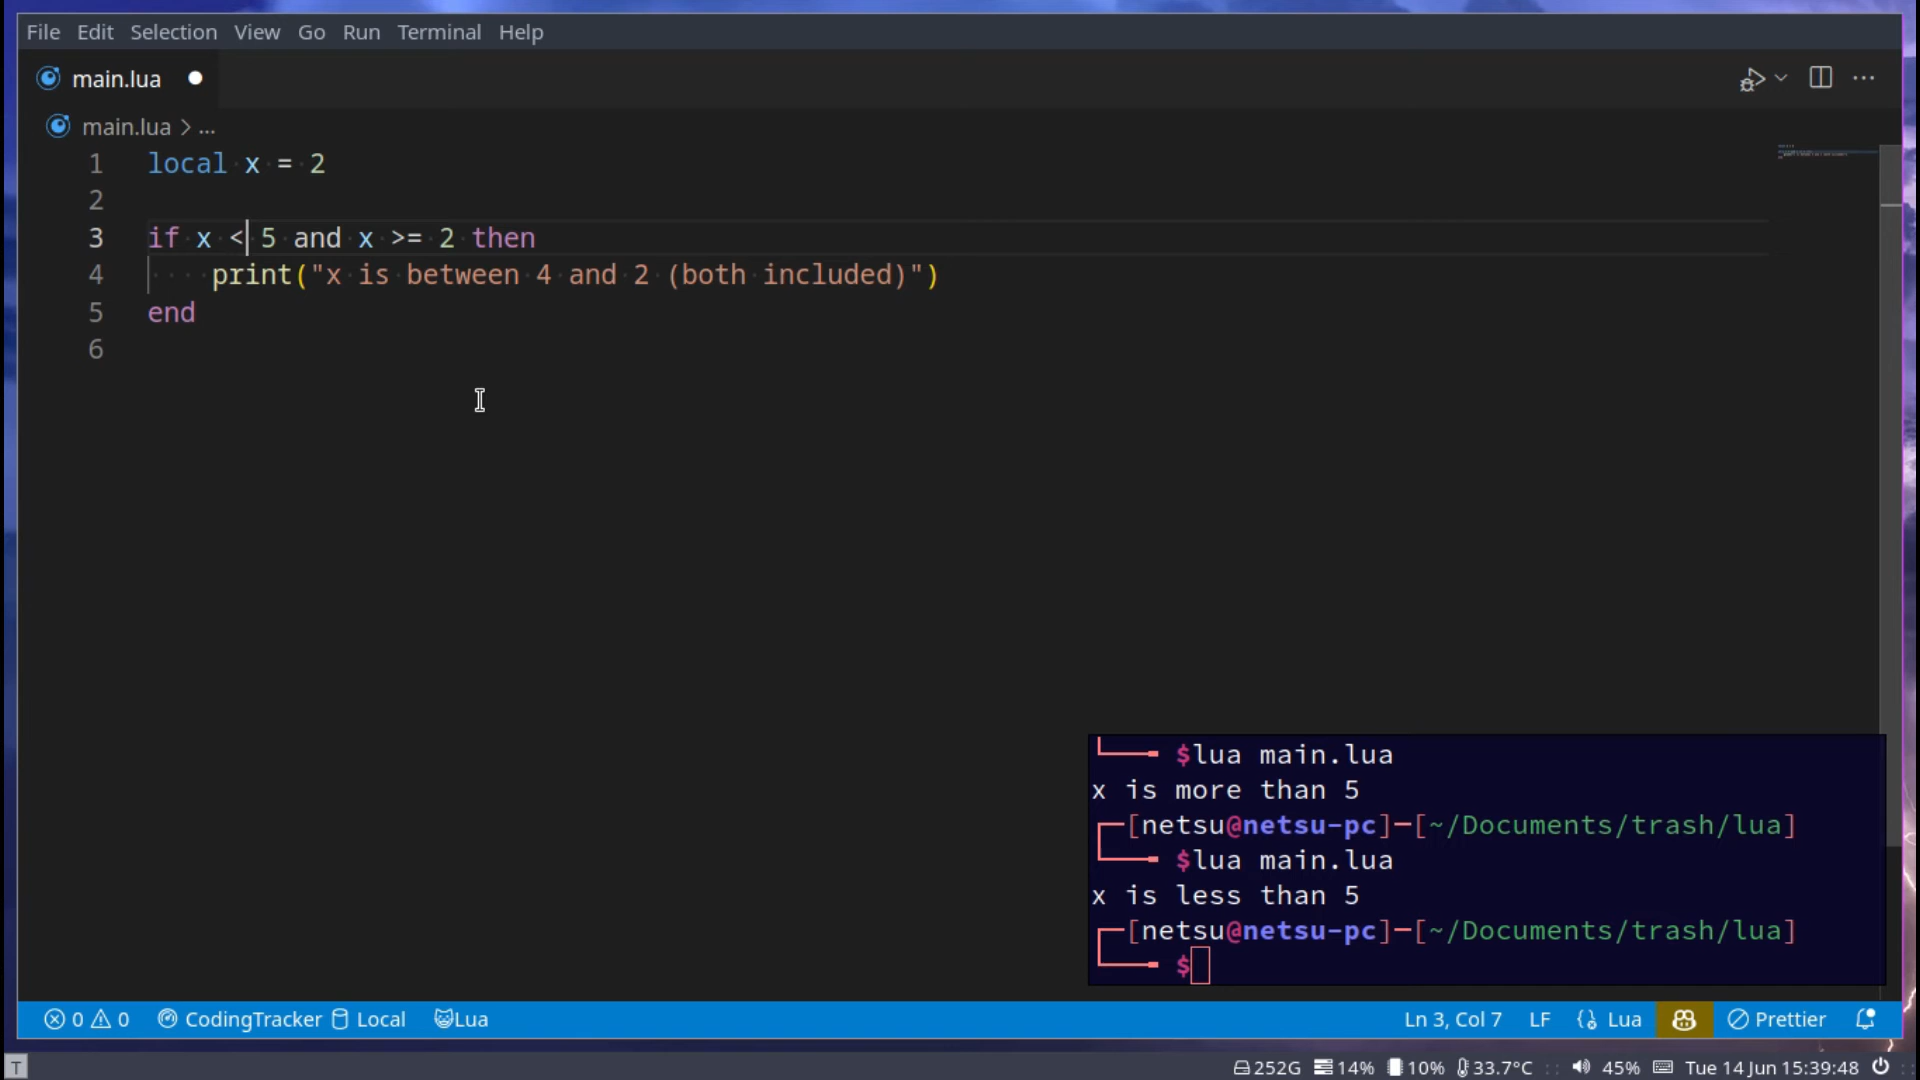 File Edit Selection View Go Run Terminal Help
main.lua
main.lua > ...
1 local x = 2
2
3 if x < 5 and x >= 2 then
4 print("x is between 4 and 2 (both included)")
5 end
6
$lua main.lua
x is more than 5
[netsu@netsu-pc]-[~/Documents/trash/lua]
$lua main.lua
x is less than 5
[netsu@netsu-pc]-[~/Documents/trash/lua]
$
0 0 CodingTracker Local Lua Ln 3, Col 7 LF Lua Prettier
T 252G 14% 10% 33.7°C 45% Tue 14 Jun 15:39:48